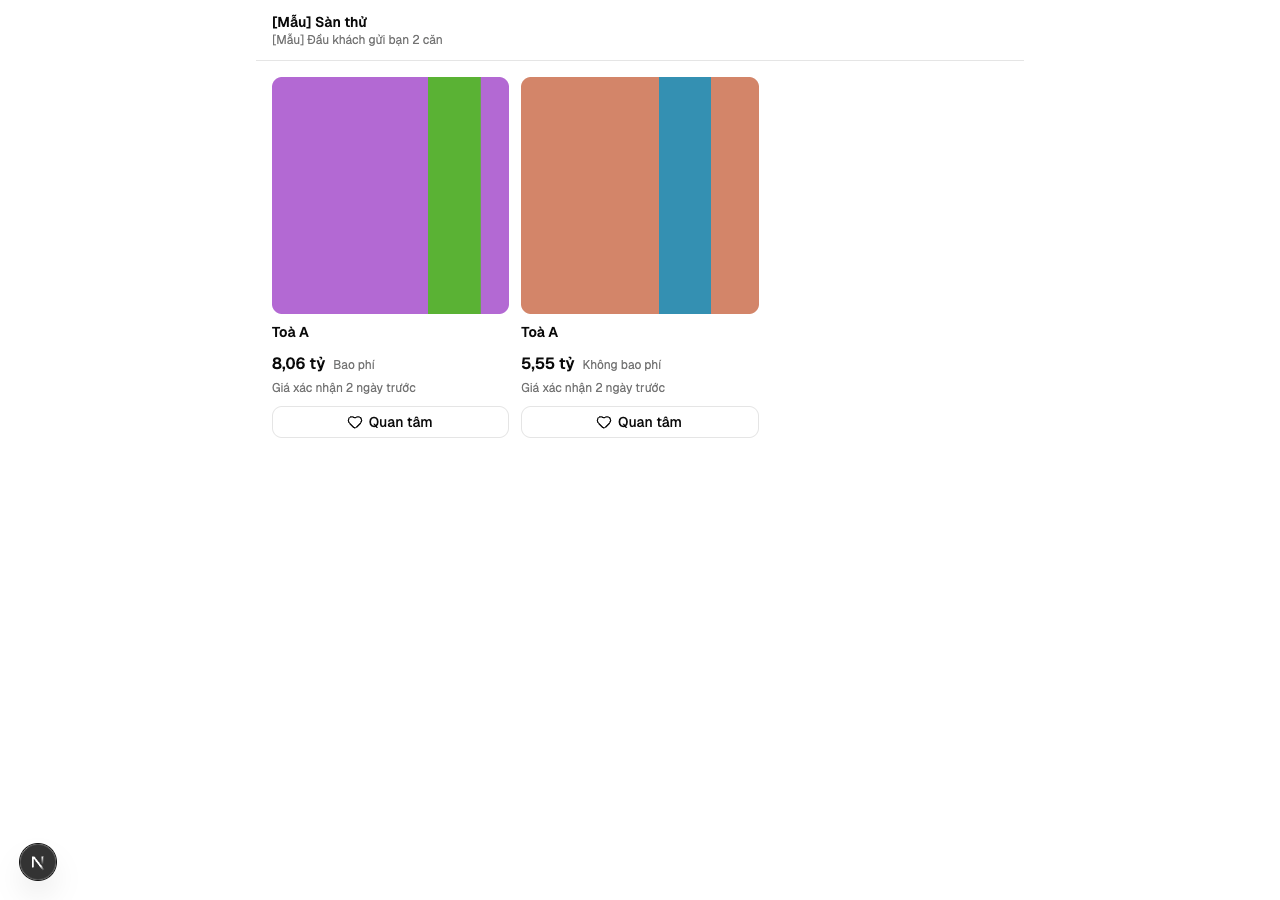 [Mẫu] Sàn thử
[Mẫu] Đầu khách gửi bạn 2 căn
Toà A
Toà A
8,06 tỷ Bao phí
5,55 tỷ Không bao phí
Giá xác nhận 2 ngày trước
Giá xác nhận 2 ngày trước
Quan tâm
Quan tâm
N